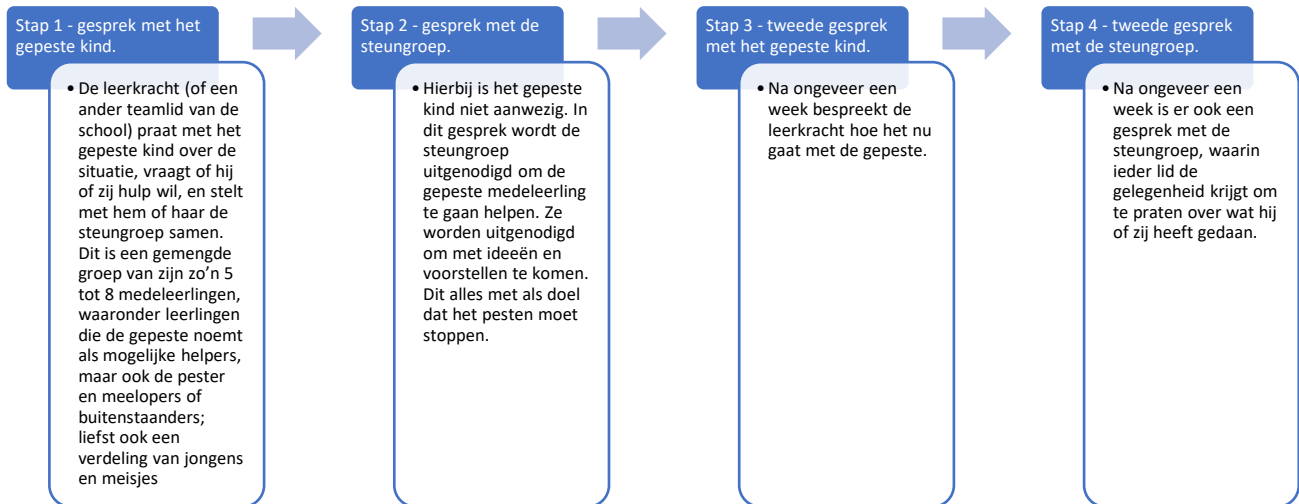 Stap 1 - gesprek met het
gepeste kind.
• De leerkracht (of een
ander teamlid van de
school) praat met het
gepeste kind over de
situatie, vraagt of hij
of zij hulp wil, en stelt
met hem of haar de
steungroep samen.
Dit is een gemengde
groep van zijn zo’n 5
tot 8 medeleerlingen,
waaronder leerlingen
die de gepeste noemt
als mogelijke helpers,
maar ook de pester
en meelopers of
buitenstaanders;
liefst ook een
verdeling van jongens
en meisjes
Stap 2 - gesprek met de
steungroep.
• Hierbij is het gepeste
kind niet aanwezig. In
dit gesprek wordt de
steungroep
uitgenodigd om de
gepeste medeleerling
te gaan helpen. Ze
worden uitgenodigd
om met ideeën en
voorstellen te komen.
Dit alles met als doel
dat het pesten moet
stoppen.
Stap 3 - tweede gesprek
met het gepeste kind.
• Na ongeveer een
week bespreekt de
leerkracht hoe het nu
gaat met de gepeste.
Stap 4 - tweede gesprek
met de steungroep.
• Na ongeveer een
week is er ook een
gesprek met de
steungroep, waarin
ieder lid de
gelegenheid krijgt om
te praten over wat hij
of zij heeft gedaan.